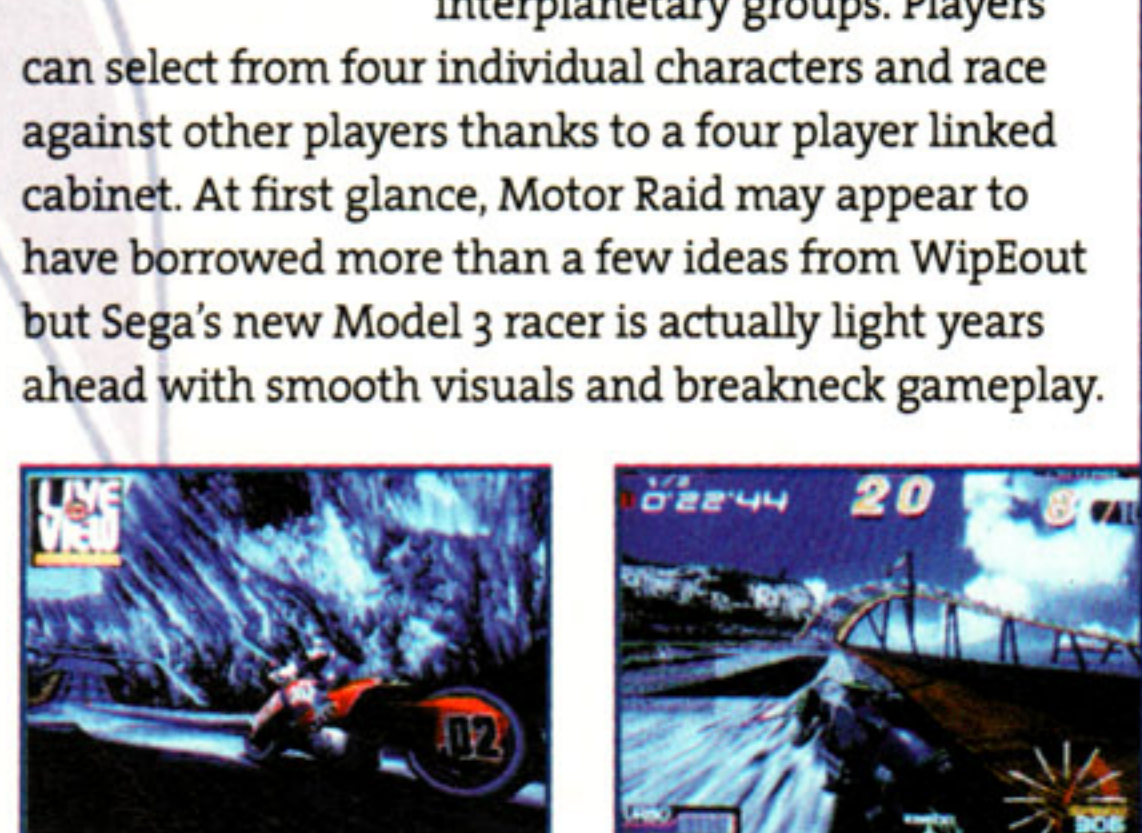 interplanetary groups. Players
can select from four individual characters and race
against other players thanks to a four player linked
cabinet. At first glance, Motor Raid may appear to
have borrowed more than a few ideas from WipEout
but Sega's new Model 3 racer is actually light years
ahead with smooth visuals and breakneck gameplay.
LIVE
VIEW
02
0'22'44
20
8